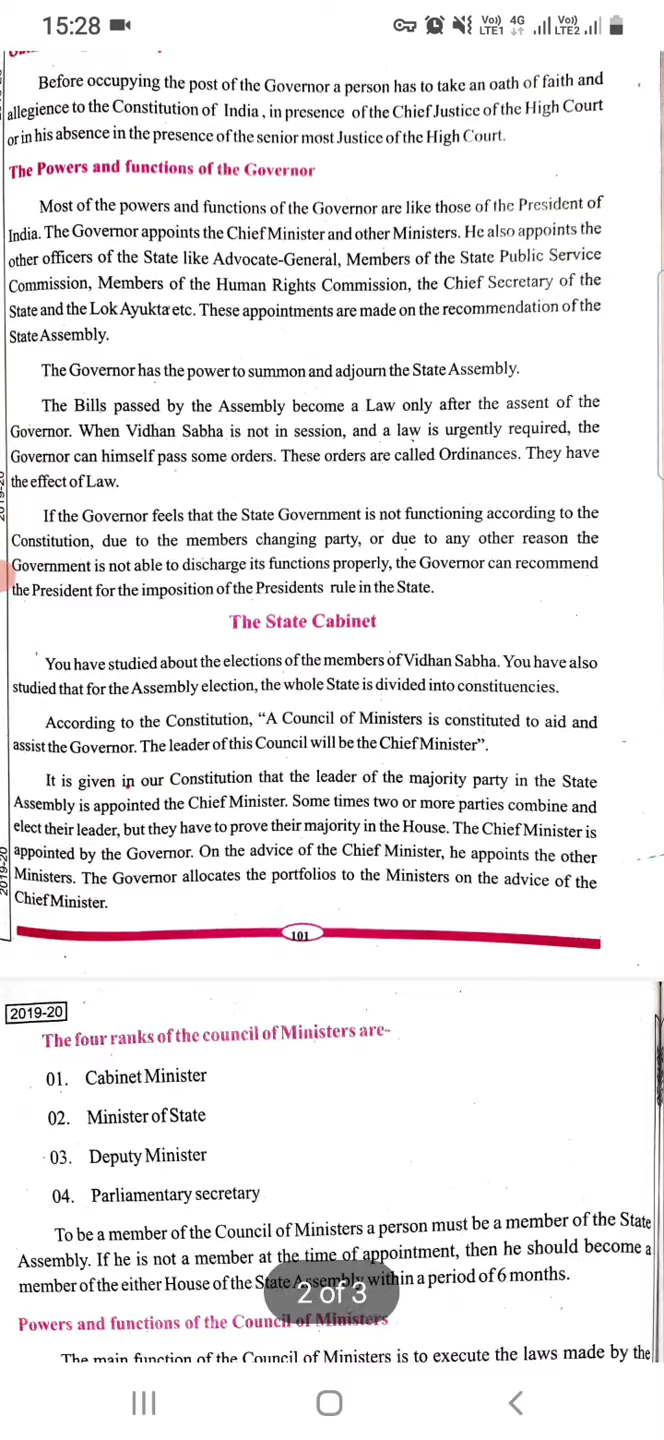 15:28
Vo)) 4G Vo))
LTE1 LTE2
Before occupying the post of the Governor a person has to take an oath of faith and
allegience to the Constitution of India , in presence of the Chief Justice of the High Court
or in his absence in the presence of the senior most Justice of the High Court.
The Powers and functions of the Governor
Most of the powers and functions of the Governor are like those of the President of
India. The Governor appoints the Chief Minister and other Ministers. He also appoints the
other officers of the State like Advocate-General, Members of the State Public Service
Commission, Members of the Human Rights Commission, the Chief Secretary of the
State and the Lok Ayukta etc. These appointments are made on the recommendation of the
State Assembly.
The Governor has the power to summon and adjourn the State Assembly.
The Bills passed by the Assembly become a Law only after the assent of the
Governor. When Vidhan Sabha is not in session, and a law is urgently required, the
Governor can himself pass some orders. These orders are called Ordinances. They have
the effect of Law.
If the Governor feels that the State Government is not functioning according to the
Constitution, due to the members changing party, or due to any other reason the
Government is not able to discharge its functions properly, the Governor can recommend
the President for the imposition of the Presidents rule in the State.
The State Cabinet
You have studied about the elections of the members of Vidhan Sabha. You have also
studied that for the Assembly election, the whole State is divided into constituencies.
According to the Constitution, “A Council of Ministers is constituted to aid and
assist the Governor. The leader of this Council will be the Chief Minister”.
It is given in our Constitution that the leader of the majority party in the State
Assembly is appointed the Chief Minister. Some times two or more parties combine and
elect their leader, but they have to prove their majority in the House. The Chief Minister is
appointed by the Governor. On the advice of the Chief Minister, he appoints the other
Ministers. The Governor allocates the portfolios to the Ministers on the advice of the
Chief Minister.
2019-20
101
2019-20
The four ranks of the council of Ministers are-
01. Cabinet Minister
02. Minister of State
03. Deputy Minister
04. Parliamentary secretary
To be a member of the Council of Ministers a person must be a member of the State
Assembly. If he is not a member at the time of appointment, then he should become a
member of the either House of the State Assembly within a period of 6 months.
2 of 3
Powers and functions of the Council of Ministers
The main function of the Council of Ministers is to execute the laws made by the